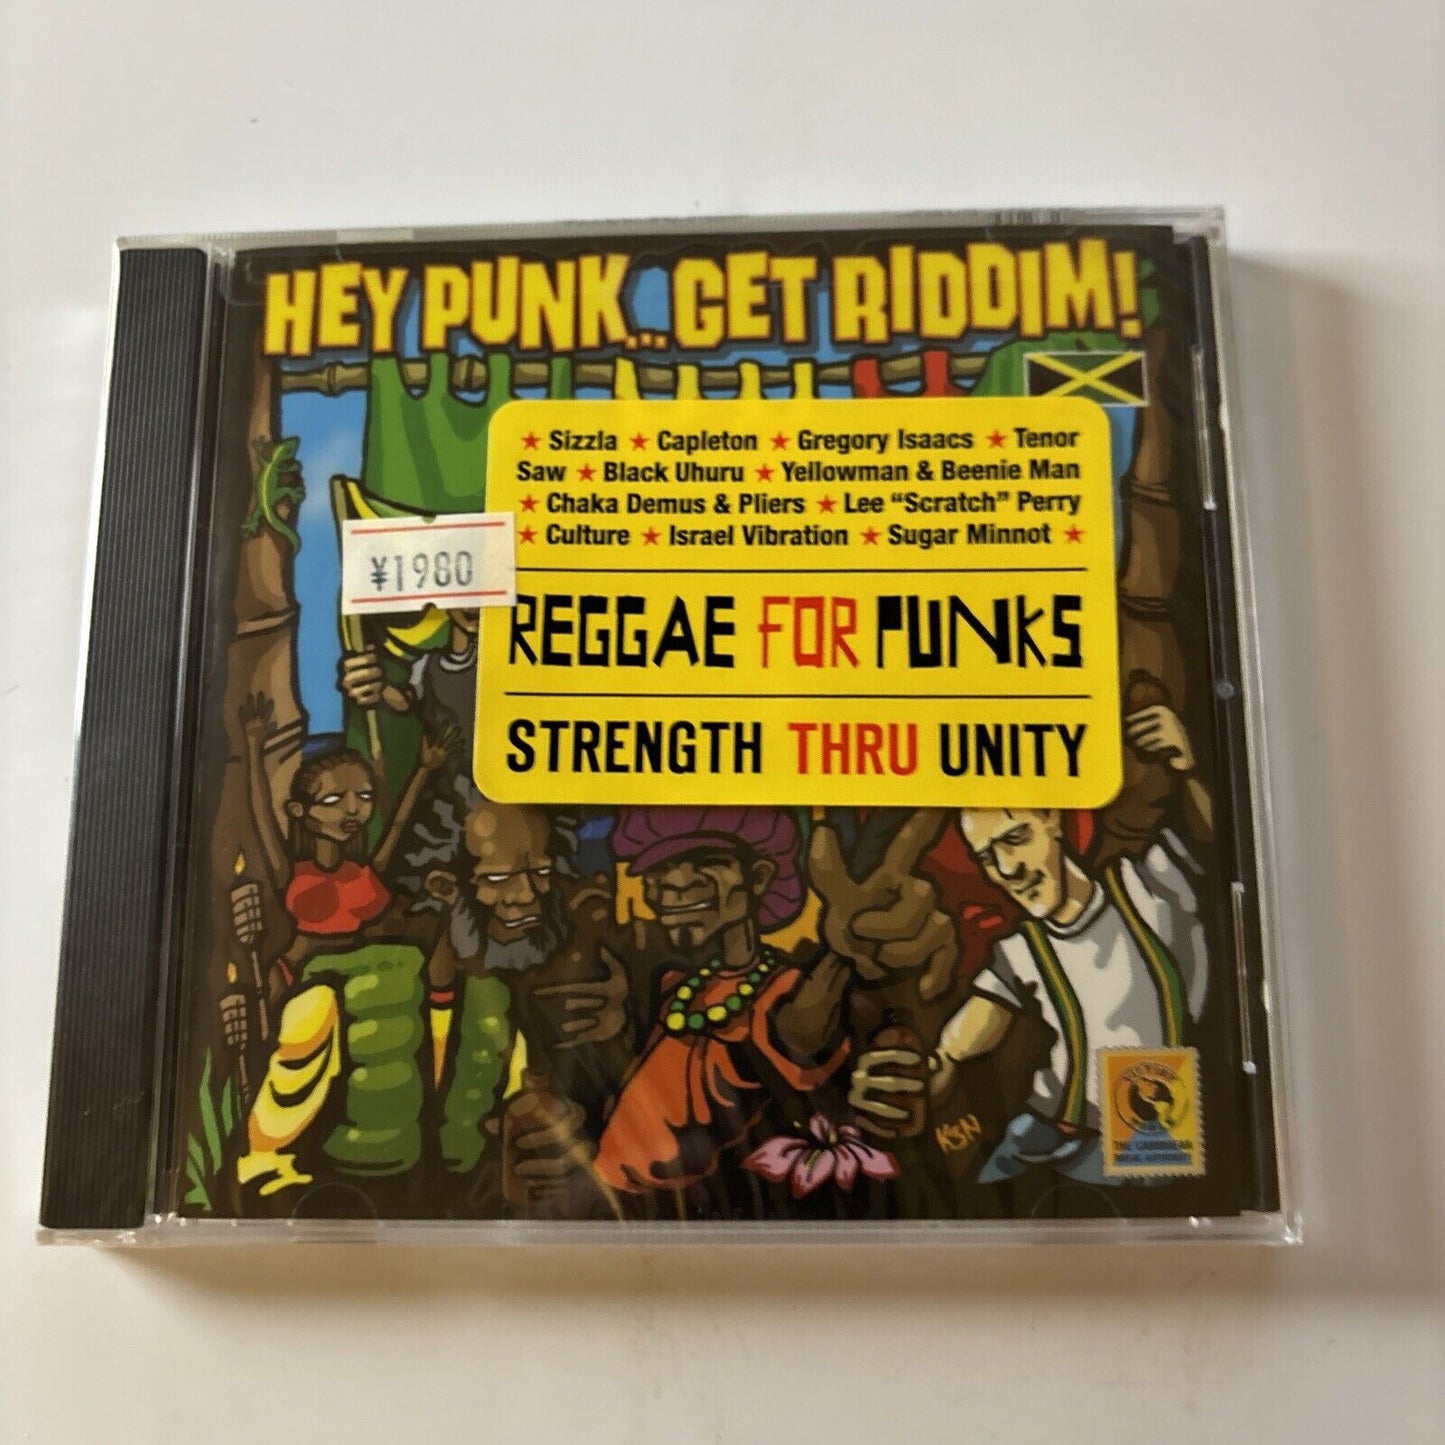 HEY PUNK... GET RIDDIM!
★ Sizzla ★ Capleton ★ Gregory Isaacs ★ Tenor
Saw ★ Black Uhuru ★ Yellowman & Beenie Man
★ Chaka Demus & Pliers ★ Lee “Scratch” Perry
★ Culture ★ Israel Vibration ★ Sugar Minnot ★
¥1980
REGGAE FOR PUNKS
STRENGTH THRU UNITY
KSN